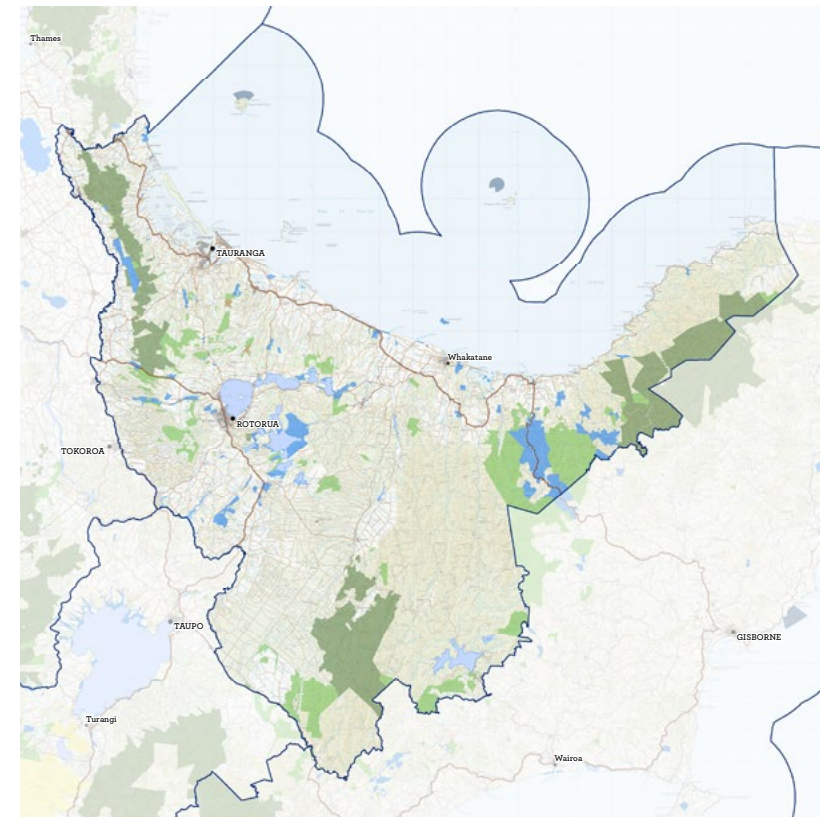 Thames
TAURANGA
Whakatane
ROTORUA
TOKOROA
TAUPO
GISBORNE
Turangi
Wairoa